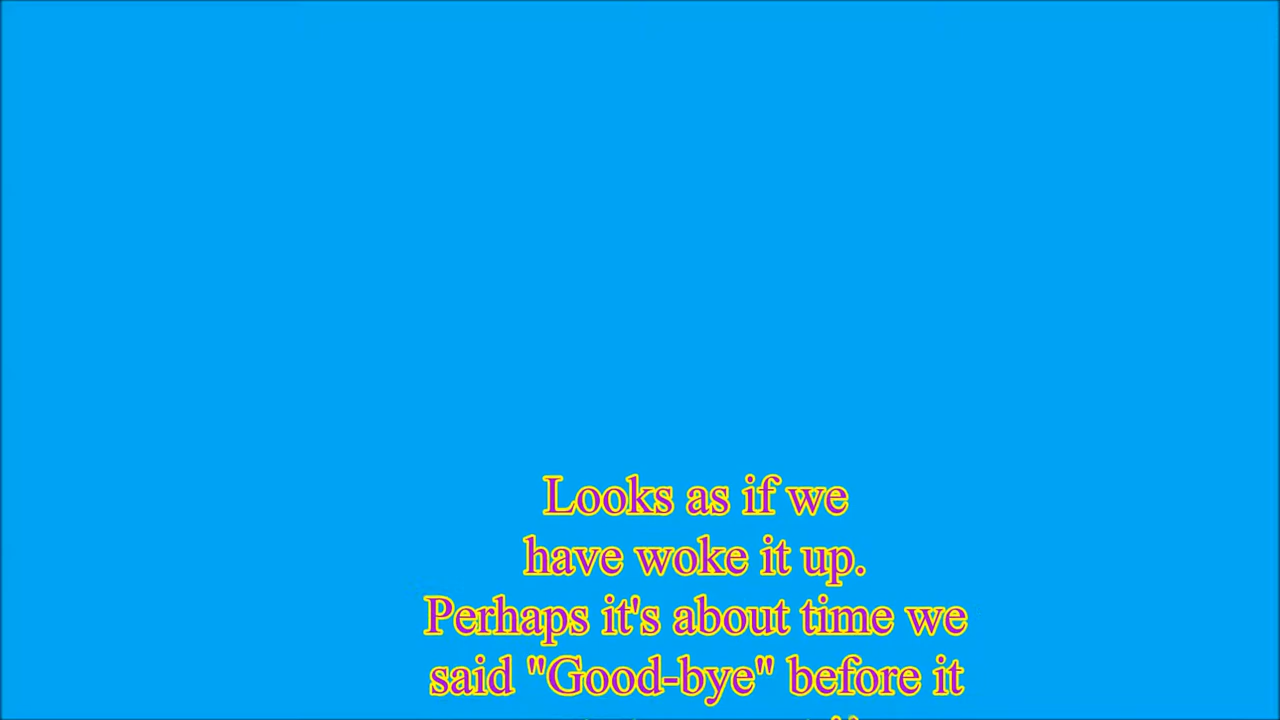 Looks as if we
have woke it up.
Perhaps it's about time we
said "Good-bye" before it